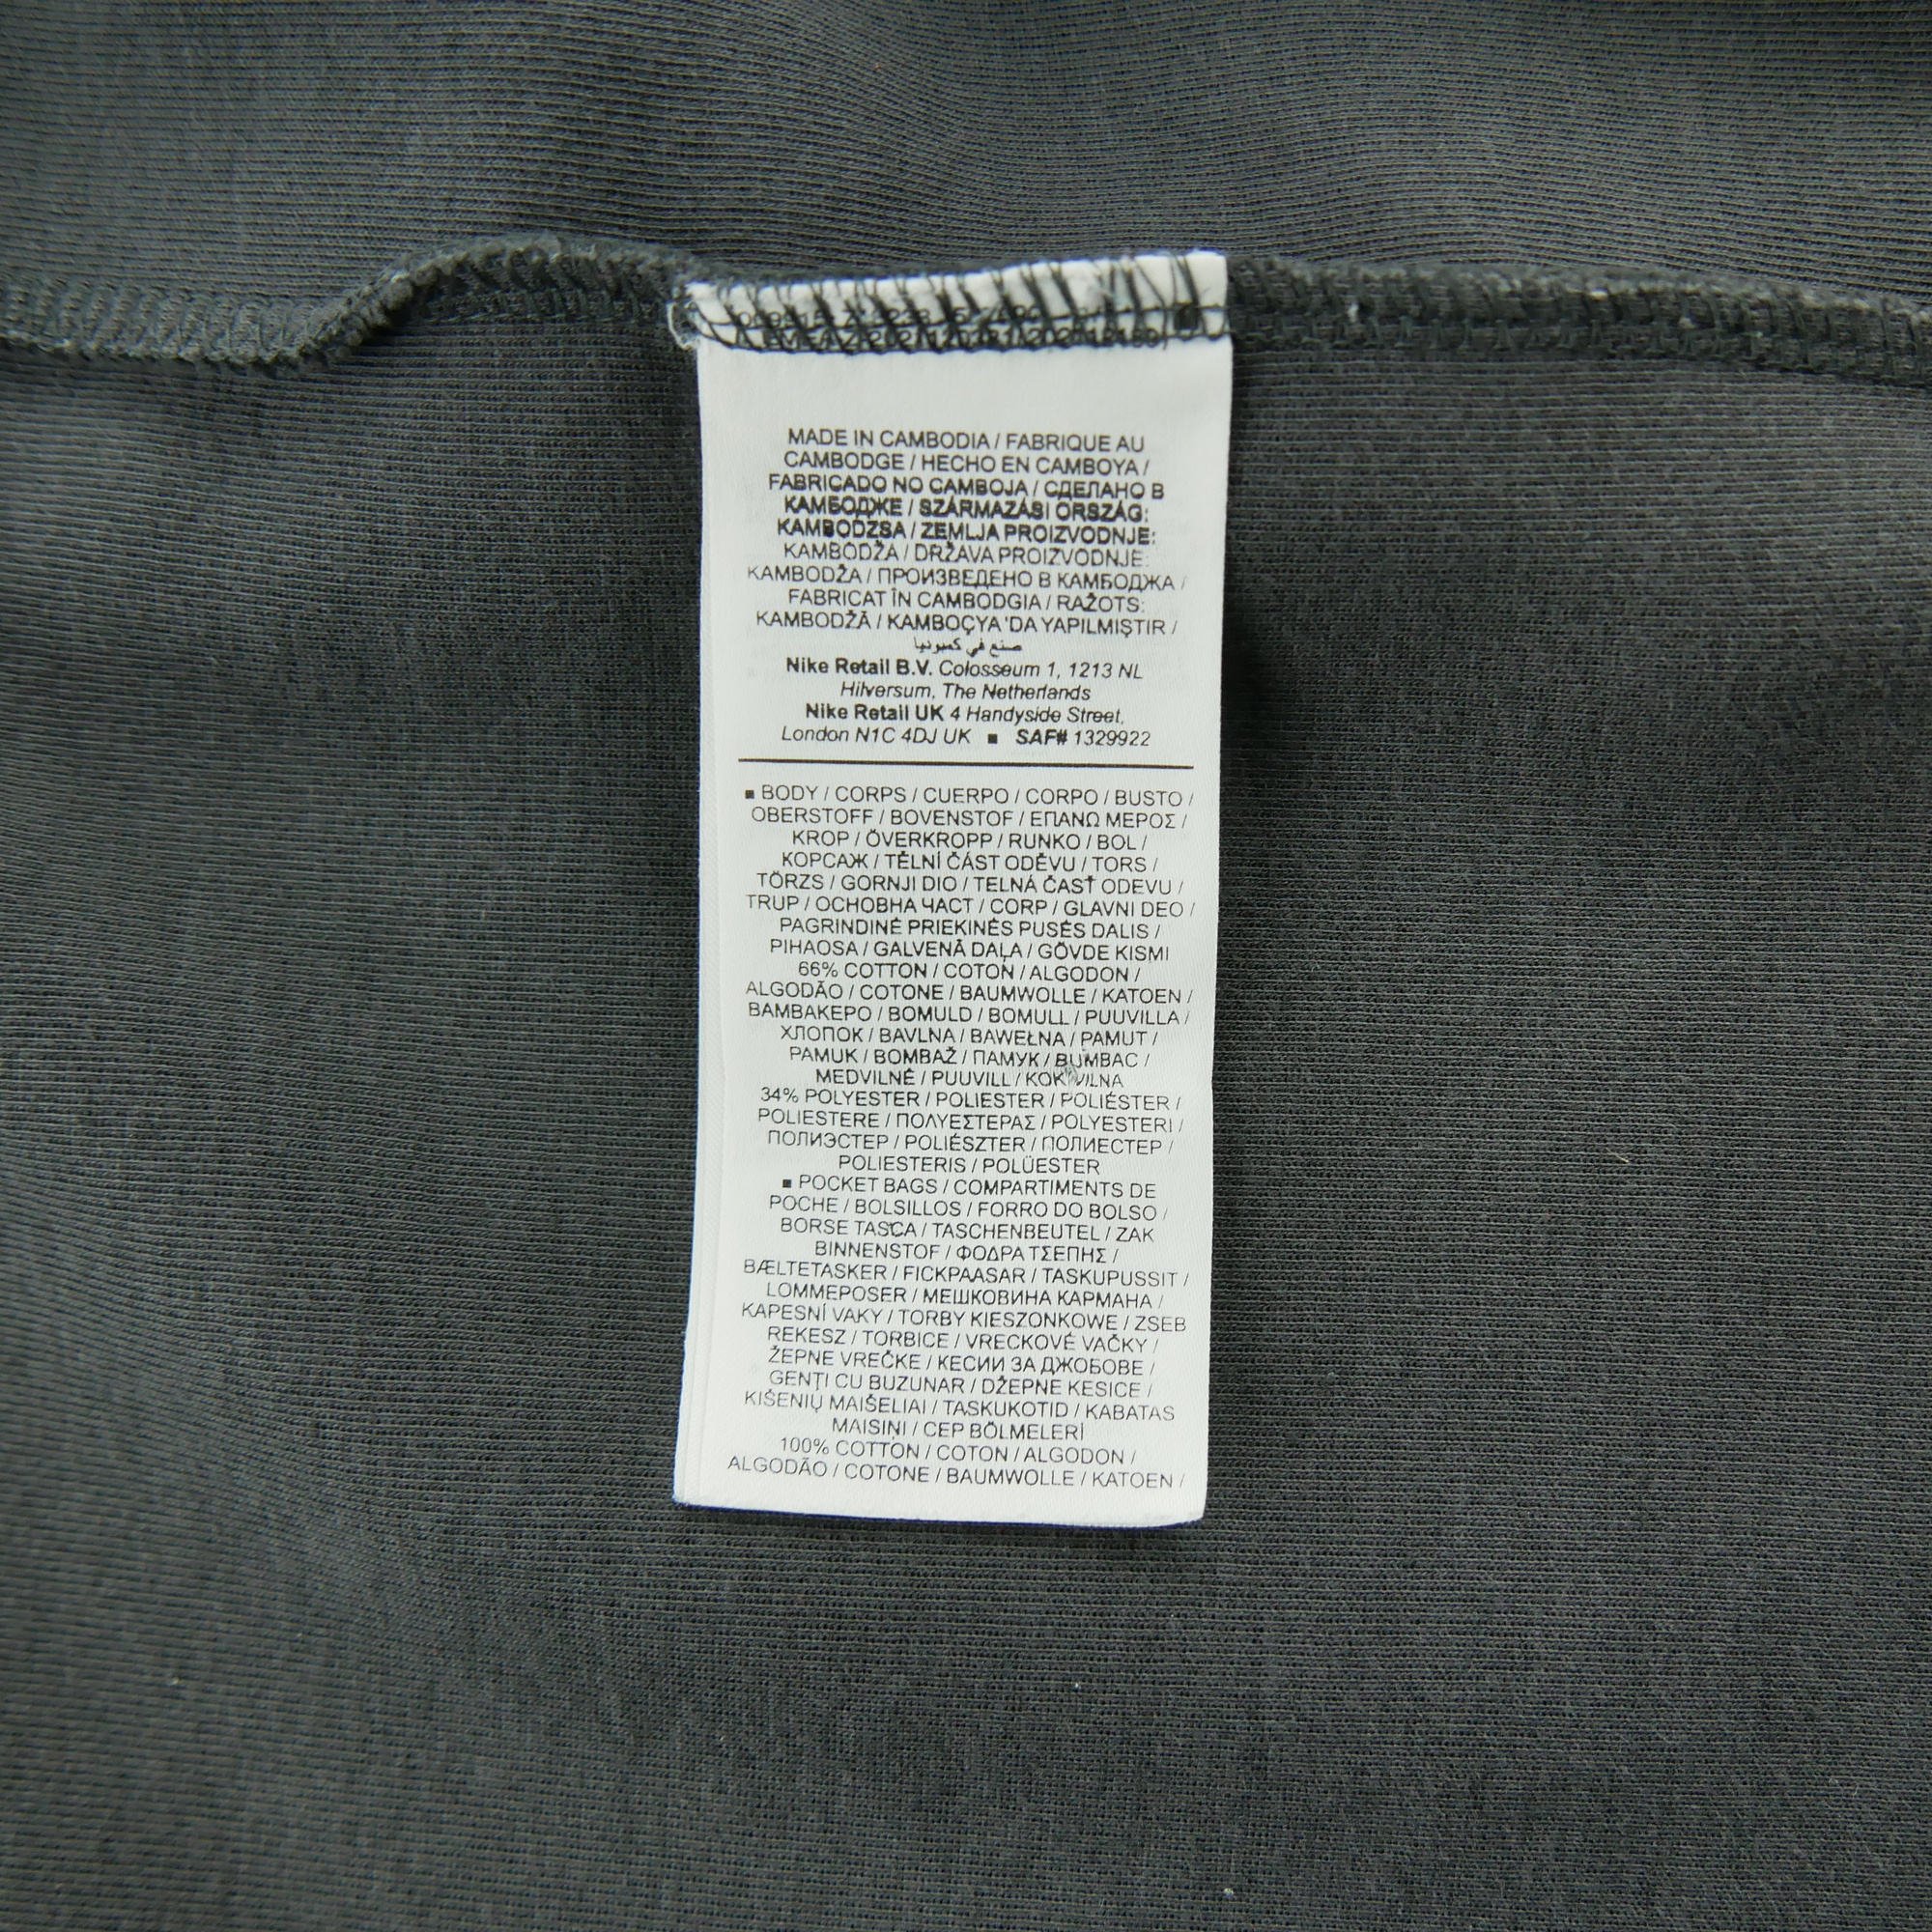 MADE IN CAMBODIA / FABRIQUE AU
CAMBODGE / HECHO EN CAMBOYA /
FABRICADO NO CAMBOJA / СДЕЛАНО В
КАМБОДЖЕ / SZÁRMAZÁSI ORSZÁG:
KAMBODZSA / ZEMLJA PROIZVODNJE:
KAMBODŽA / DRŽAVA PROIZVODNJE:
KAMBODŽA / ПРОИЗВЕДЕНО В КАМБОДЖА /
FABRICAT ÎN CAMBODGIA / RAŽOTS:
KAMBODŽĀ / KAMBOÇYA 'DA YAPILMIŞTIR /
صنع في كمبوديا
Nike Retail B.V. Colosseum 1, 1213 NL
Hilversum, The Netherlands
Nike Retail UK 4 Handyside Street,
London N1C 4DJ UK ■ SAF# 1329922
■ BODY / CORPS / CUERPO / CORPO / BUSTO /
OBERSTOFF / BOVENSTOF / ΕΠΑΝΩ ΜΕΡΟΣ /
KROP / ÖVERKROPP / RUNKO / BOL /
КОРСАЖ / TĚLNÍ ČÁST ODĚVU / TORS /
TÖRZS / GORNJI DIO / TELNÁ ČASŤ ODEVU /
TRUP / ОСНОВНА ЧАСТ / CORP / GLAVNI DEO /
PAGRINDINĖ PRIEKINĖS PUSĖS DALIS /
PIHAOSA / GALVENĀ DAĻA / GÖVDE KISMI
66% COTTON / COTON / ALGODON /
ALGODÃO / COTONE / BAUMWOLLE / KATOEN /
ΒΑΜΒΑΚΕΡΟ / BOMULD / BOMULL / PUUVILLA /
ХЛОПОК / BAVLNA / BAWEŁNA / PAMUT /
PAMUK / BOMBAŽ / ПАМУК / BUMBAC /
MEDVILNĖ / PUUVILL / KOKVILNA
34% POLYESTER / POLIESTER / POLIÉSTER /
POLIESTERE / ΠΟΛΥΕΣΤΕΡΑΣ / POLYESTERI /
ПОЛИЭСТЕР / POLIÉSZTER / ПОЛИЕСТЕР /
POLIESTERIS / POLÜESTER
■ POCKET BAGS / COMPARTIMENTS DE
POCHE / BOLSILLOS / FORRO DO BOLSO /
BORSE TASCA / TASCHENBEUTEL / ZAK
BINNENSTOF / ΦΟΔΡΑ ΤΣΕΠΗΣ /
BÆLTETASKER / FICKPAASAR / TASKUPUSSIT /
LOMMEPOSER / МЕШКОВИНА КАРМАНА /
KAPESNÍ VAKY / TORBY KIESZONKOWE / ZSEB
REKESZ / TORBICE / VRECKOVÉ VAČKY /
ŽEPNE VREČKE / КЕСИИ ЗА ДЖОБОВЕ /
GENŢI CU BUZUNAR / DŽEPNE KESICE /
KIŠENIŲ MAIŠELIAI / TASKUKOTID / KABATAS
MAISIŅI / CEP BÖLMELERİ
100% COTTON / COTON / ALGODON /
ALGODÃO / COTONE / BAUMWOLLE / KATOEN /